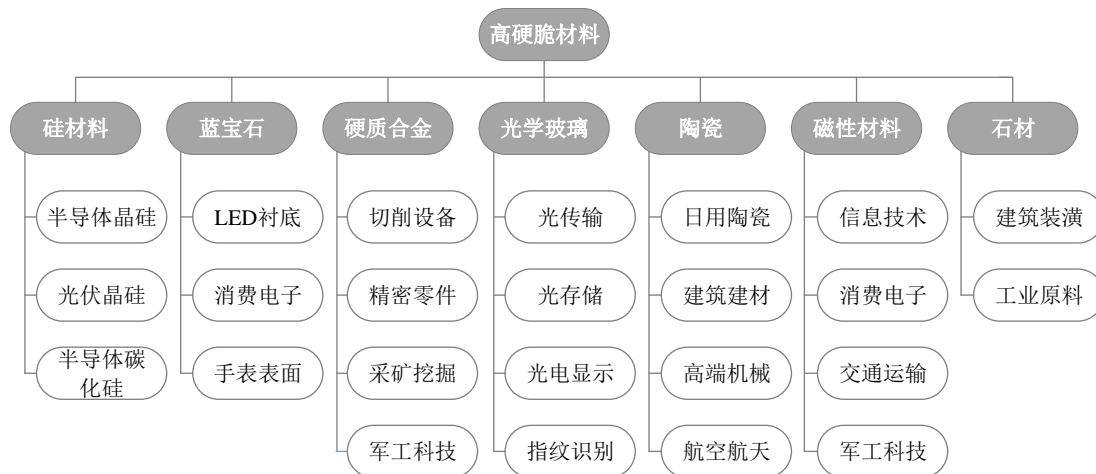 高硬脆材料
硅材料
蓝宝石
硬质合金
光学玻璃
陶瓷
磁性材料
石材
半导体晶硅
LED衬底
切削设备
光传输
日用陶瓷
信息技术
建筑装潢
光伏晶硅
消费电子
精密零件
光存储
建筑建材
消费电子
工业原料
半导体碳
化硅
手表表面
采矿挖掘
光电显示
高端机械
交通运输
军工科技
指纹识别
航空航天
军工科技